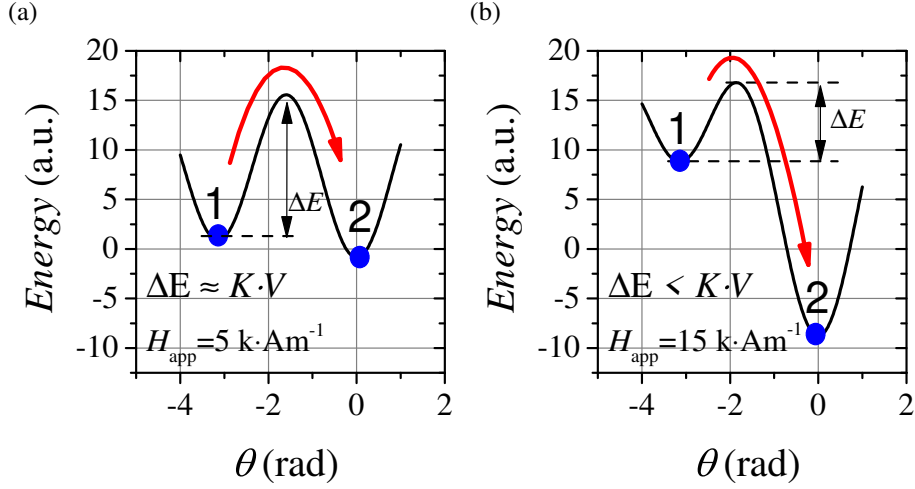 (a)
20
15
10
5
0
-5
-10
-4
-2
0
2
Energy (a.u.)
θ (rad)
1
2
ΔE
ΔE ≈ K·V
H_app=5 k·Am⁻¹
(b)
20
15
10
5
0
-5
-10
-4
-2
0
2
Energy (a.u.)
θ (rad)
1
2
ΔE
ΔE < K·V
H_app=15 k·Am⁻¹